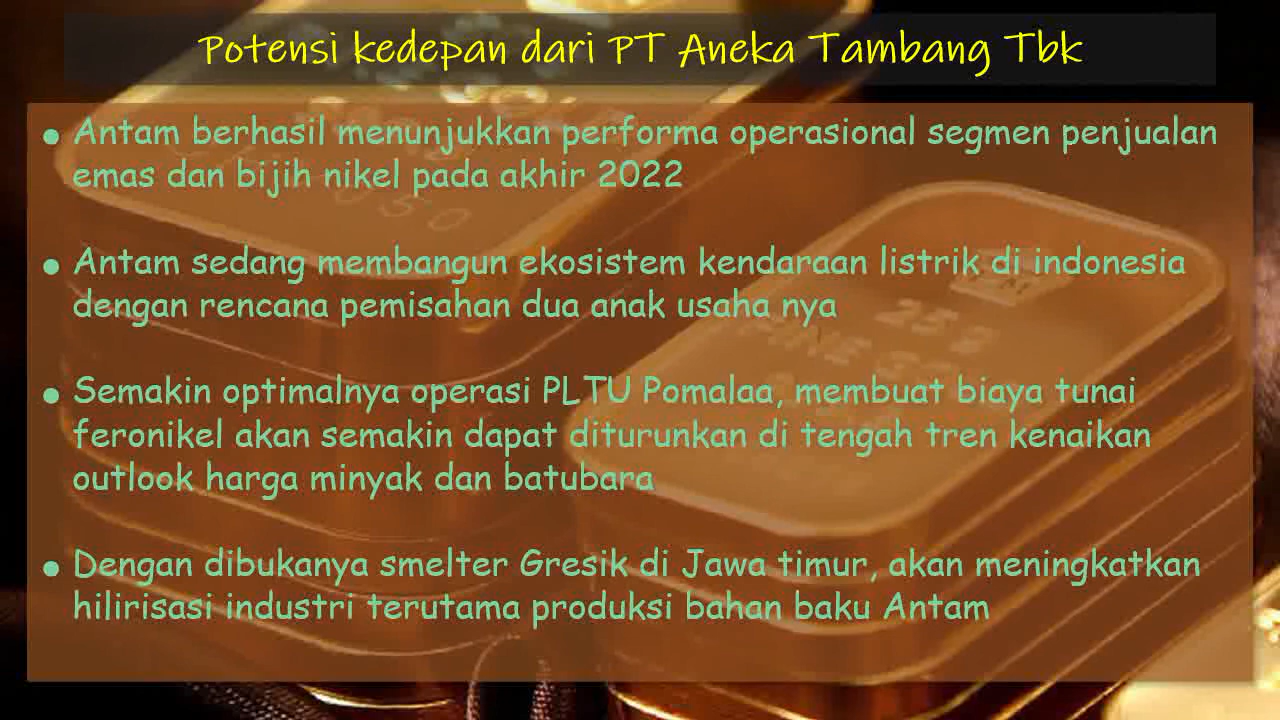 Potensi kedepan dari PT Aneka Tambang Tbk
• Antam berhasil menunjukkan performa operasional segmen penjualan
emas dan bijih nikel pada akhir 2022
• Antam sedang membangun ekosistem kendaraan listrik di indonesia
dengan rencana pemisahan dua anak usaha nya
• Semakin optimalnya operasi PLTU Pomalaa, membuat biaya tunai
feronikel akan semakin dapat diturunkan di tengah tren kenaikan
outlook harga minyak dan batubara
• Dengan dibukanya smelter Gresik di Jawa timur, akan meningkatkan
hilirisasi industri terutama produksi bahan baku Antam